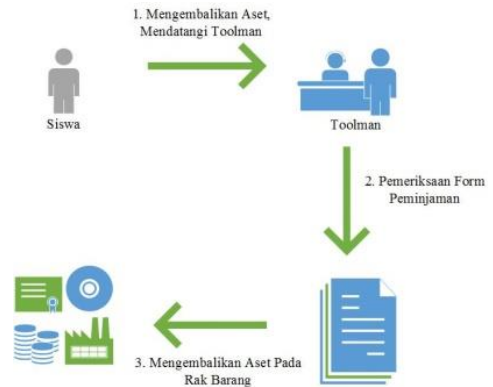 1. Mengembalikan Aset,
Mendatangi Toolman
Siswa
Toolman
2. Pemeriksaan Form
Peminjaman
3. Mengembalikan Aset Pada
Rak Barang